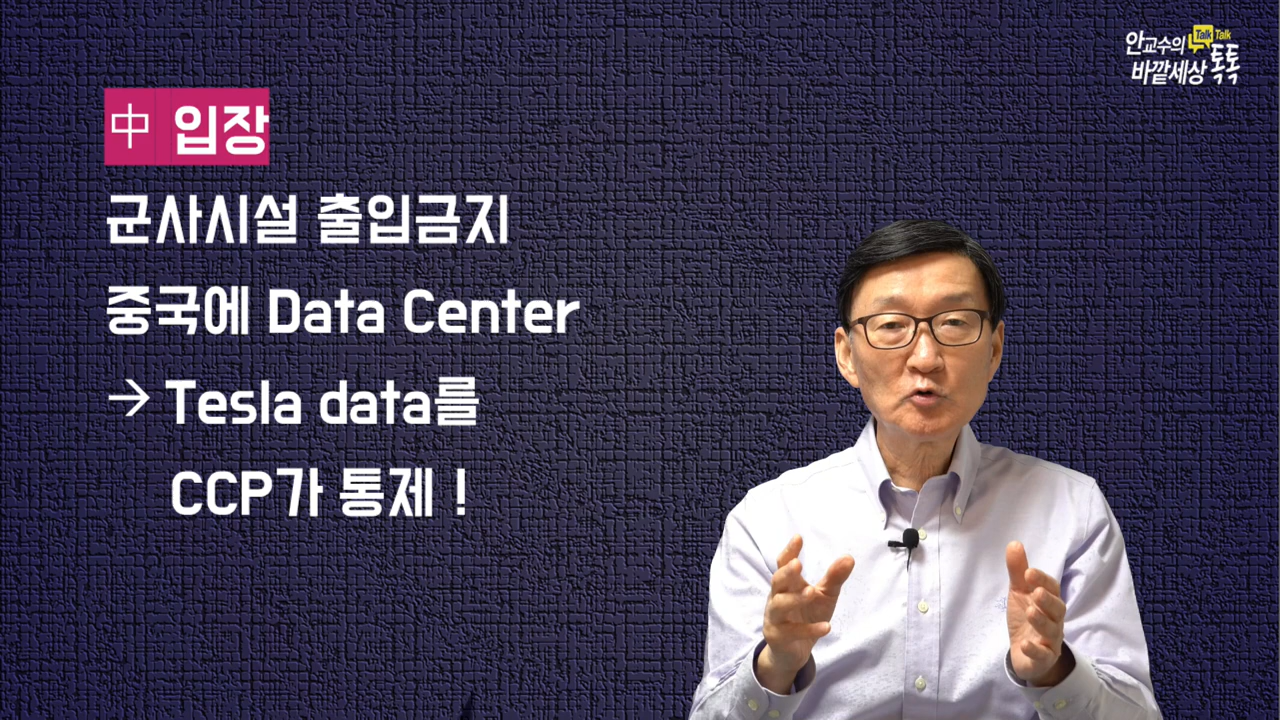 안교수의 Talk Talk
바깥세상 톡톡
中 입장
군사시설 출입금지
중국에 Data Center
→ Tesla data를
CCP가 통제 !